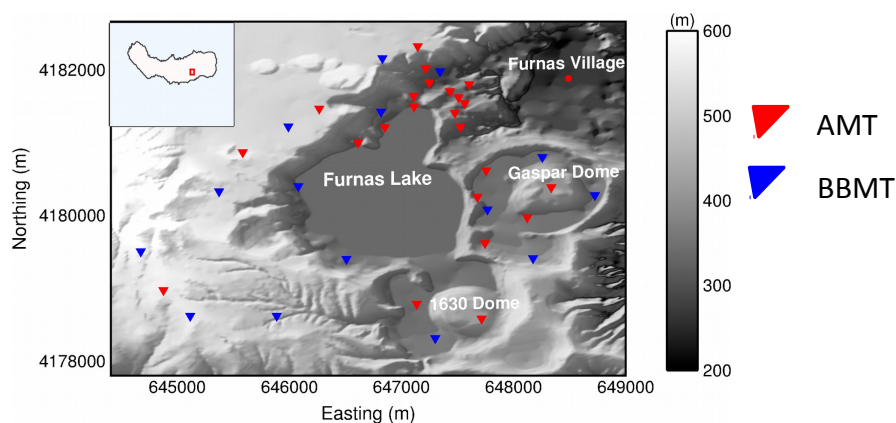 (m)
600
500
400
300
200
4182000
4180000
4178000
Northing (m)
Furnas Village
Furnas Lake
Gaspar Dome
1630 Dome
645000 646000 647000 648000 649000
Easting (m)
AMT
BBMT